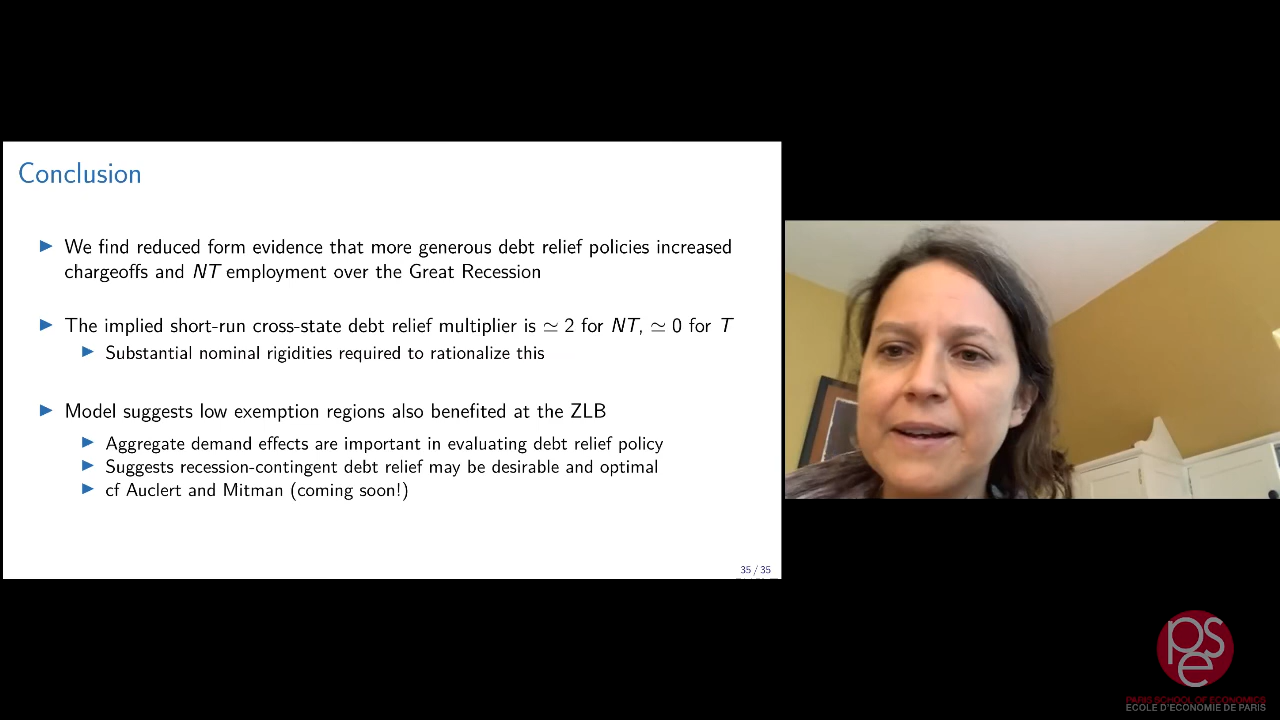 Conclusion
▶ We find reduced form evidence that more generous debt relief policies increased
chargeoffs and NT employment over the Great Recession
▶ The implied short-run cross-state debt relief multiplier is ≃ 2 for NT, ≃ 0 for T
▶ Substantial nominal rigidities required to rationalize this
▶ Model suggests low exemption regions also benefited at the ZLB
▶ Aggregate demand effects are important in evaluating debt relief policy
▶ Suggests recession-contingent debt relief may be desirable and optimal
▶ cf Auclert and Mitman (coming soon!)
35 / 35
pse
PARIS SCHOOL OF ECONOMICS
ECOLE D'ECONOMIE DE PARIS